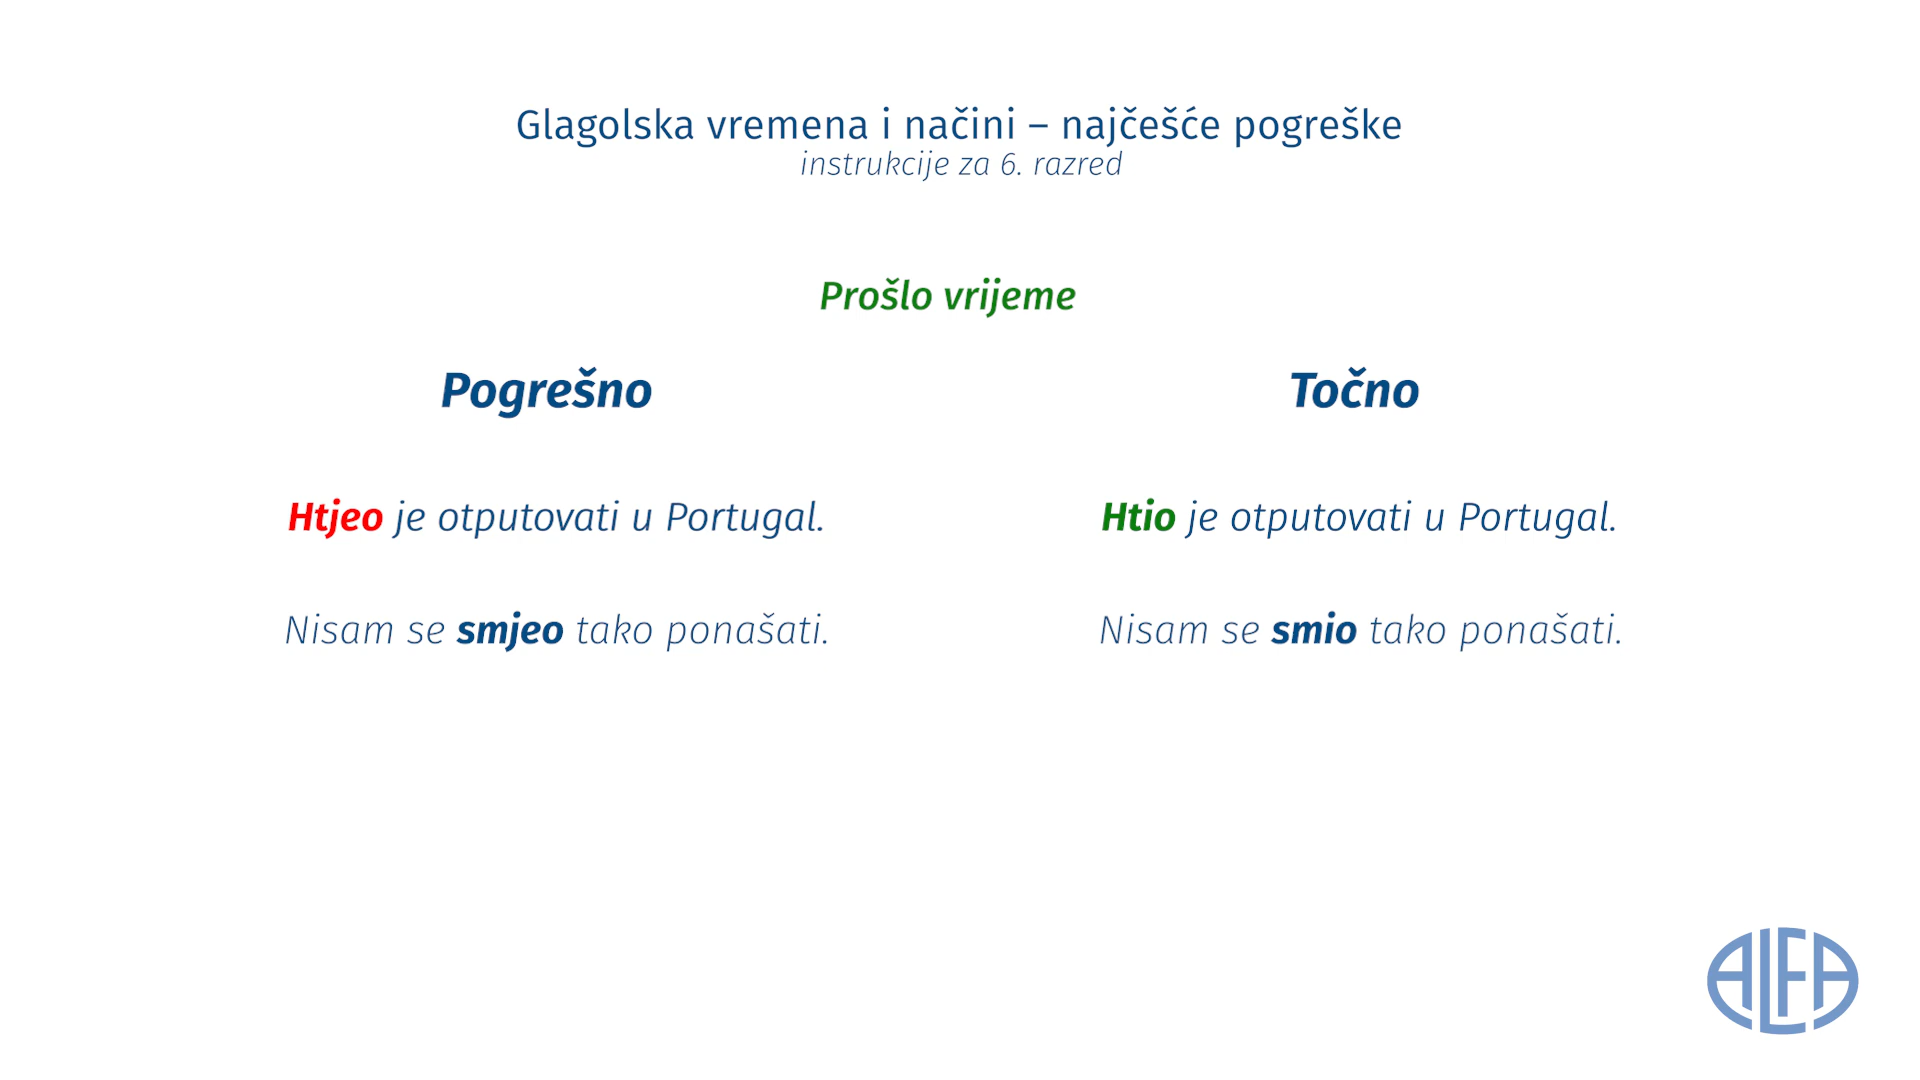 Glagolska vremena i načini – najčešće pogreške
instrukcije za 6. razred
Prošlo vrijeme
Pogrešno
Točno
Htjeo je otputovati u Portugal.
Htio je otputovati u Portugal.
Nisam se smjeo tako ponašati.
Nisam se smio tako ponašati.
ALFA